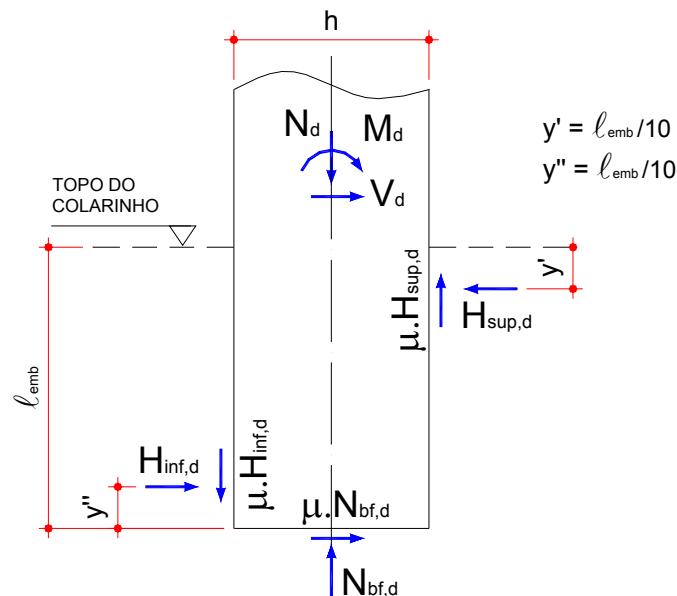 h
Nd
Md
y' = ℓemb/10
y" = ℓemb/10
Vd
TOPO DO
COLARINHO
y'
μ.Hsup,d
Hsup,d
ℓemb
Hinf,d
μ.Hinf,d
y"
μ.Nbf,d
Nbf,d